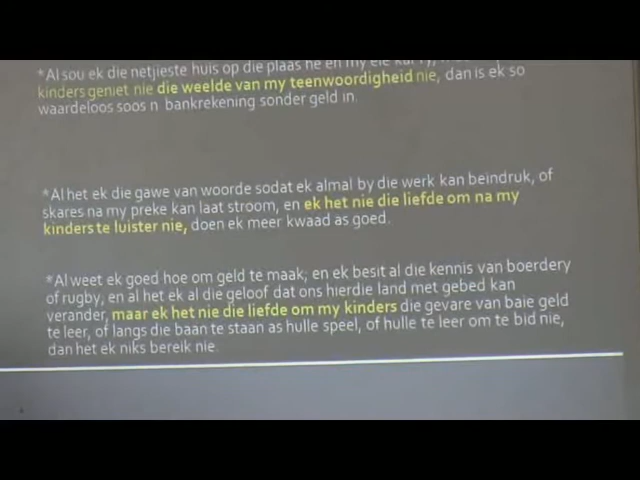 *Al sou ek die netjieste huis op die plaas hê en my eie
kinders geniet nie die weelde van my teenwoordigheid nie, dan is ek so
waardeloos soos n bankrekening sonder geld in.
*Al het ek die gawe van woorde sodat ek almal by die werk kan beindruk, of
skares na my preke kan laat stroom, en ek het nie die liefde om na my
kinders te luister nie, doen ek meer kwaad as goed.
*Al weet ek goed hoe om geld te maak, en ek besit al die kennis van boerdery
of rugby, en al het ek al die geloof dat ons hierdie land met gebed kan
verander, maar ek het nie die liefde om my kinders die gevare van baie geld
te leer, of langs die baan te staan as hulle speel, of hulle te leer om te bid nie,
dan het ek niks bereik nie.